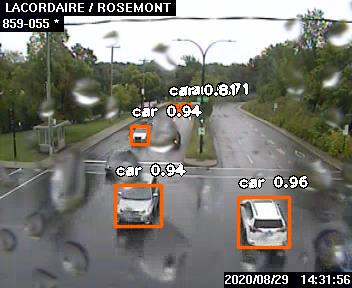 LACORDAIRE / ROSEMONT
859-055 *
car 0.94
car 0.94
car 0.96
2020/08/29 14:31:56